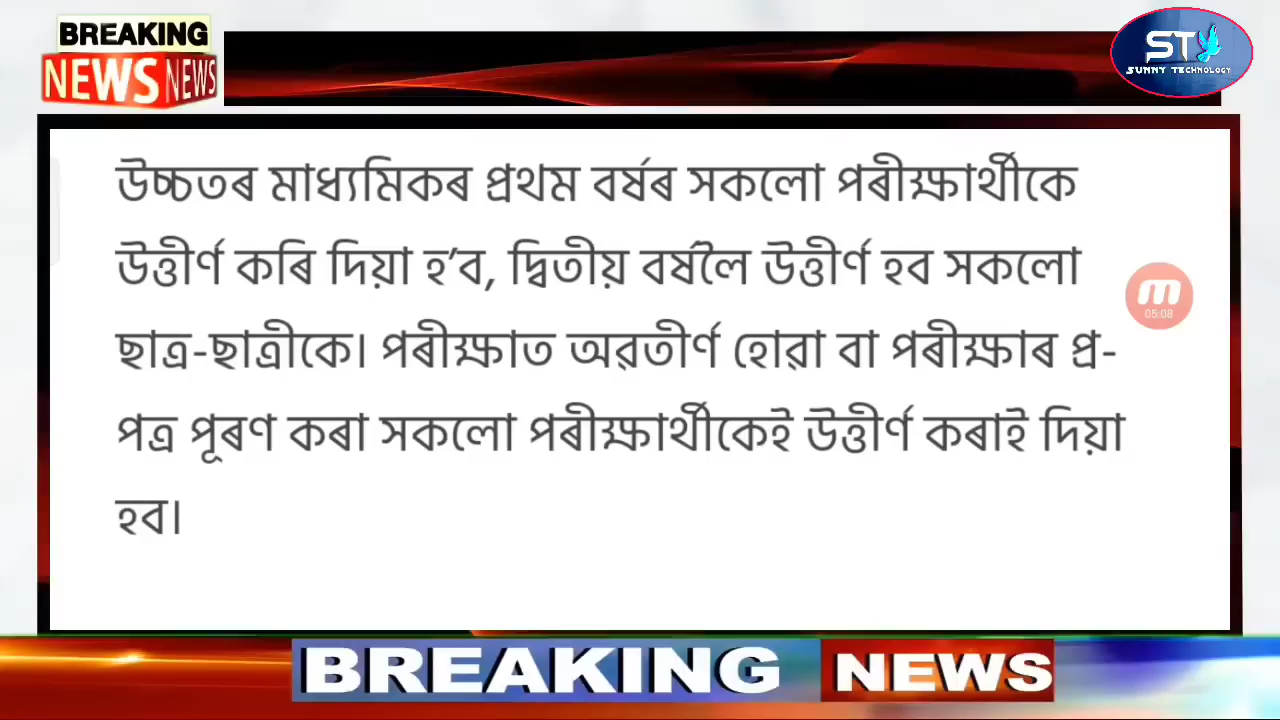 BREAKING
NEWS NEWS
ST
SUNNY TECHNOLOGY
উচ্চতৰ মাধ্যমিকৰ প্ৰথম বৰ্ষৰ সকলো পৰীক্ষাৰ্থীকে
উত্তীৰ্ণ কৰি দিয়া হ’ব, দ্বিতীয় বৰ্ষলৈ উত্তীৰ্ণ হব সকলো
ছাত্ৰ-ছাত্ৰীকে। পৰীক্ষাত অৱতীৰ্ণ হোৱা বা পৰীক্ষাৰ প্ৰ-
পত্ৰ পূৰণ কৰা সকলো পৰীক্ষাৰ্থীকেই উত্তীৰ্ণ কৰাই দিয়া
হব।
05:08
BREAKING NEWS